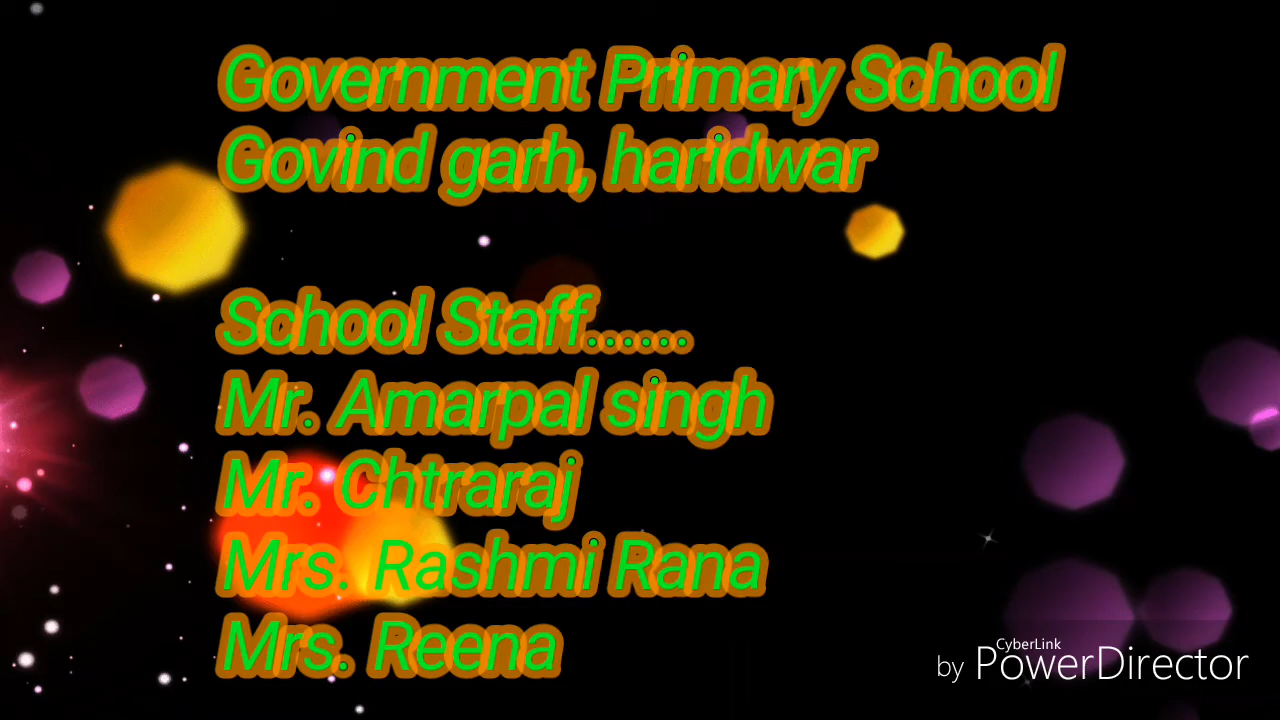 Government Primary School
Govind garh, haridwar
School Staff......
Mr. Amarpal singh
Mr. Chtraraj
Mrs. Rashmi Rana
Mrs. Reena
CyberLink
by PowerDirector